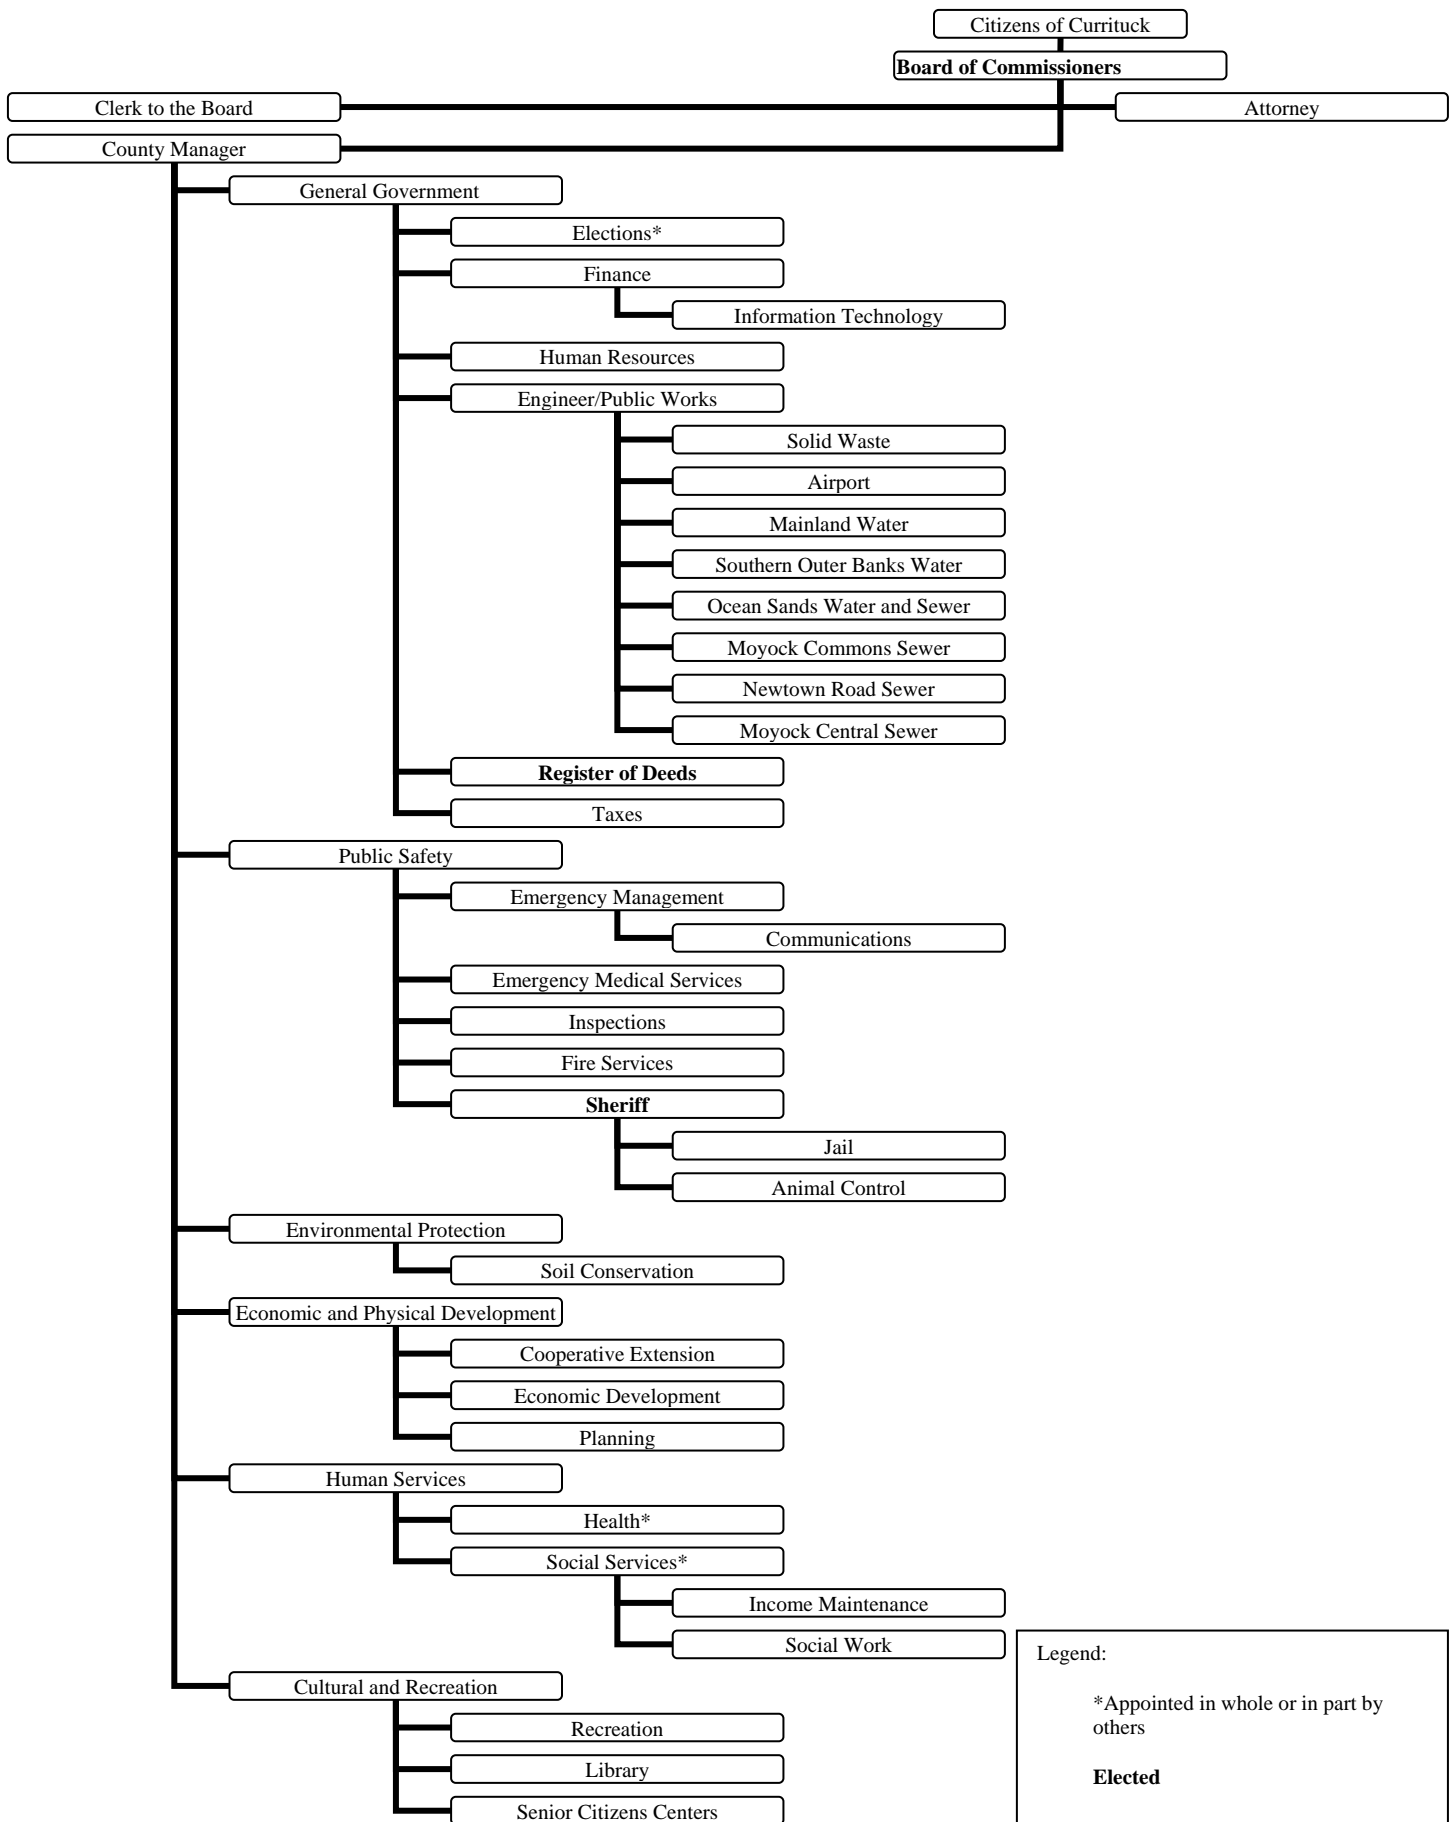 Citizens of Currituck
Board of Commissioners
Clerk to the Board
Attorney
County Manager
General Government
Elections*
Finance
Information Technology
Human Resources
Engineer/Public Works
Solid Waste
Airport
Mainland Water
Southern Outer Banks Water
Ocean Sands Water and Sewer
Moyock Commons Sewer
Newtown Road Sewer
Moyock Central Sewer
Register of Deeds
Taxes
Public Safety
Emergency Management
Communications
Emergency Medical Services
Inspections
Fire Services
Sheriff
Jail
Animal Control
Environmental Protection
Soil Conservation
Economic and Physical Development
Cooperative Extension
Economic Development
Planning
Human Services
Health*
Social Services*
Income Maintenance
Social Work
Cultural and Recreation
Recreation
Library
Senior Citizens Centers
Legend:
*Appointed in whole or in part by
others
Elected